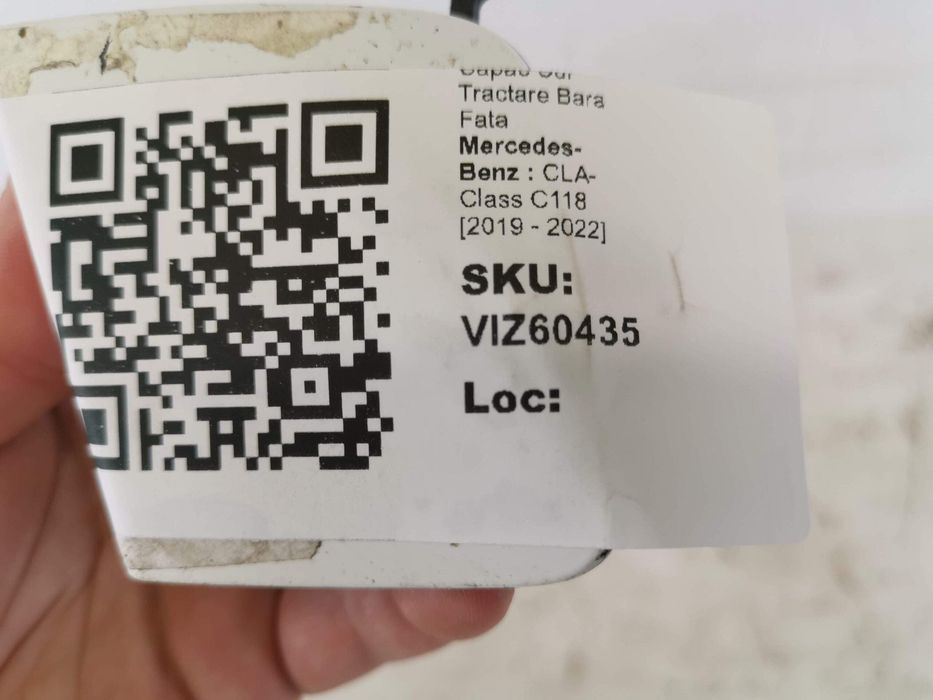 Tractare Bara
Fata
Mercedes-
Benz : CLA-
Class C118
[2019 - 2022]
SKU:
VIZ60435
Loc: